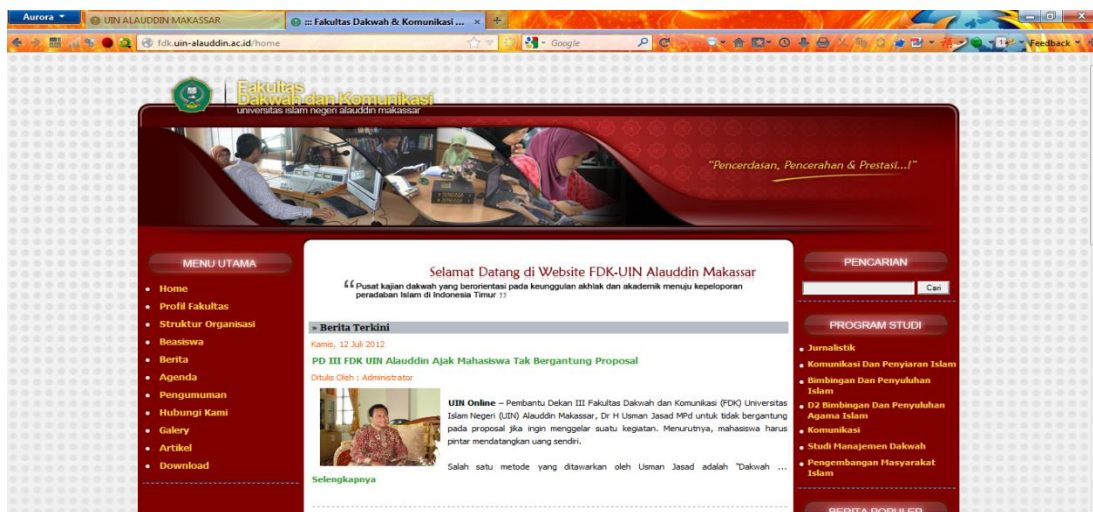 Aurora
UIN ALAUDDIN MAKASSAR
::: Fakultas Dakwah & Komunikasi ...
fdk.uin-alauddin.ac.id/home
Google
Feedback
Fakultas
Dakwah dan Komunikasi
universitas islam negeri alauddin makassar
"Pencerdasan, Pencerahan & Prestasi...!"
MENU UTAMA
Home
Profil Fakultas
Struktur Organisasi
Beasiswa
Berita
Agenda
Pengumuman
Hubungi Kami
Galery
Artikel
Download
Selamat Datang di Website FDK-UIN Alauddin Makassar
“Pusat kajian dakwah yang berorientasi pada keunggulan akhlak dan akademik menuju kepeloporan
peradaban Islam di Indonesia Timur ”
» Berita Terkini
Kamis, 12 Juli 2012
PD III FDK UIN Alauddin Ajak Mahasiswa Tak Bergantung Proposal
Ditulis Oleh : Administrator
UIN Online – Pembantu Dekan III Fakultas Dakwah dan Komunikasi (FDK) Universitas
Islam Negeri (UIN) Alauddin Makassar, Dr H Usman Jasad MPd untuk tidak bergantung
pada proposal jika ingin menggelar suatu kegiatan. Menurutnya, mahasiswa harus
pintar mendatangkan uang sendiri.
Salah satu metode yang ditawarkan oleh Usman Jasad adalah "Dakwah ...
Selengkapnya
PENCARIAN
Cari
PROGRAM STUDI
Jurnalistik
Komunikasi Dan Penyiaran Islam
Bimbingan Dan Penyuluhan
Islam
D2 Bimbingan Dan Penyuluhan
Agama Islam
Komunikasi
Studi Manajemen Dakwah
Pengembangan Masyarakat
Islam
BERITA POPULER